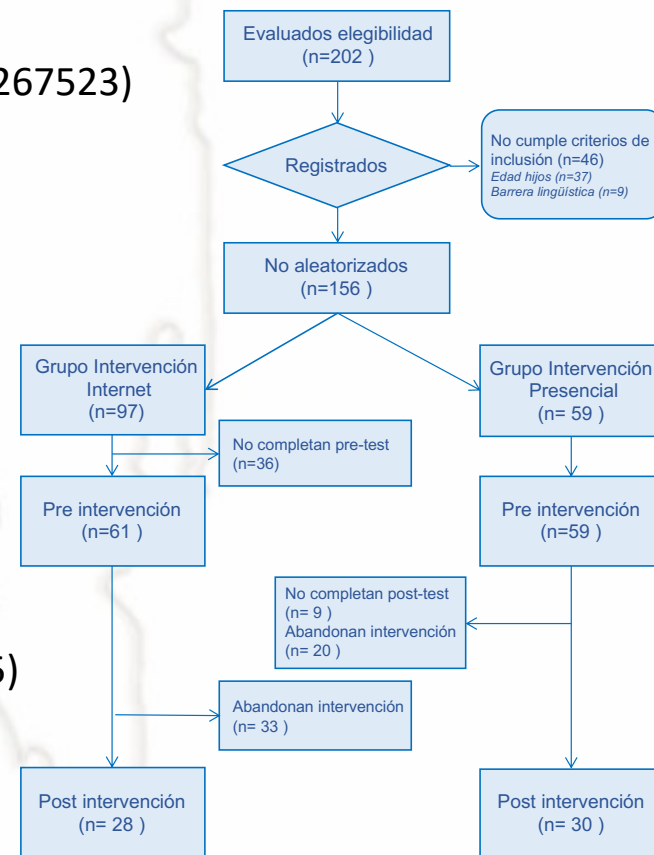 Evaluados elegibilidad
(n=202 )
267523)
No cumple criterios de
inclusión (n=46)
Edad hijos (n=37)
Barrera lingüística (n=9)
Registrados
No aleatorizados
(n=156 )
Grupo Intervención
Internet
(n=97)
Grupo Intervención
Presencial
(n= 59 )
No completan pre-test
(n=36)
Pre intervención
(n=61 )
Pre intervención
(n=59 )
No completan post-test
(n= 9 )
Abandonan intervención
(n= 20 )
Abandonan intervención
(n= 33 )
Post intervención
(n= 28 )
Post intervención
(n= 30 )